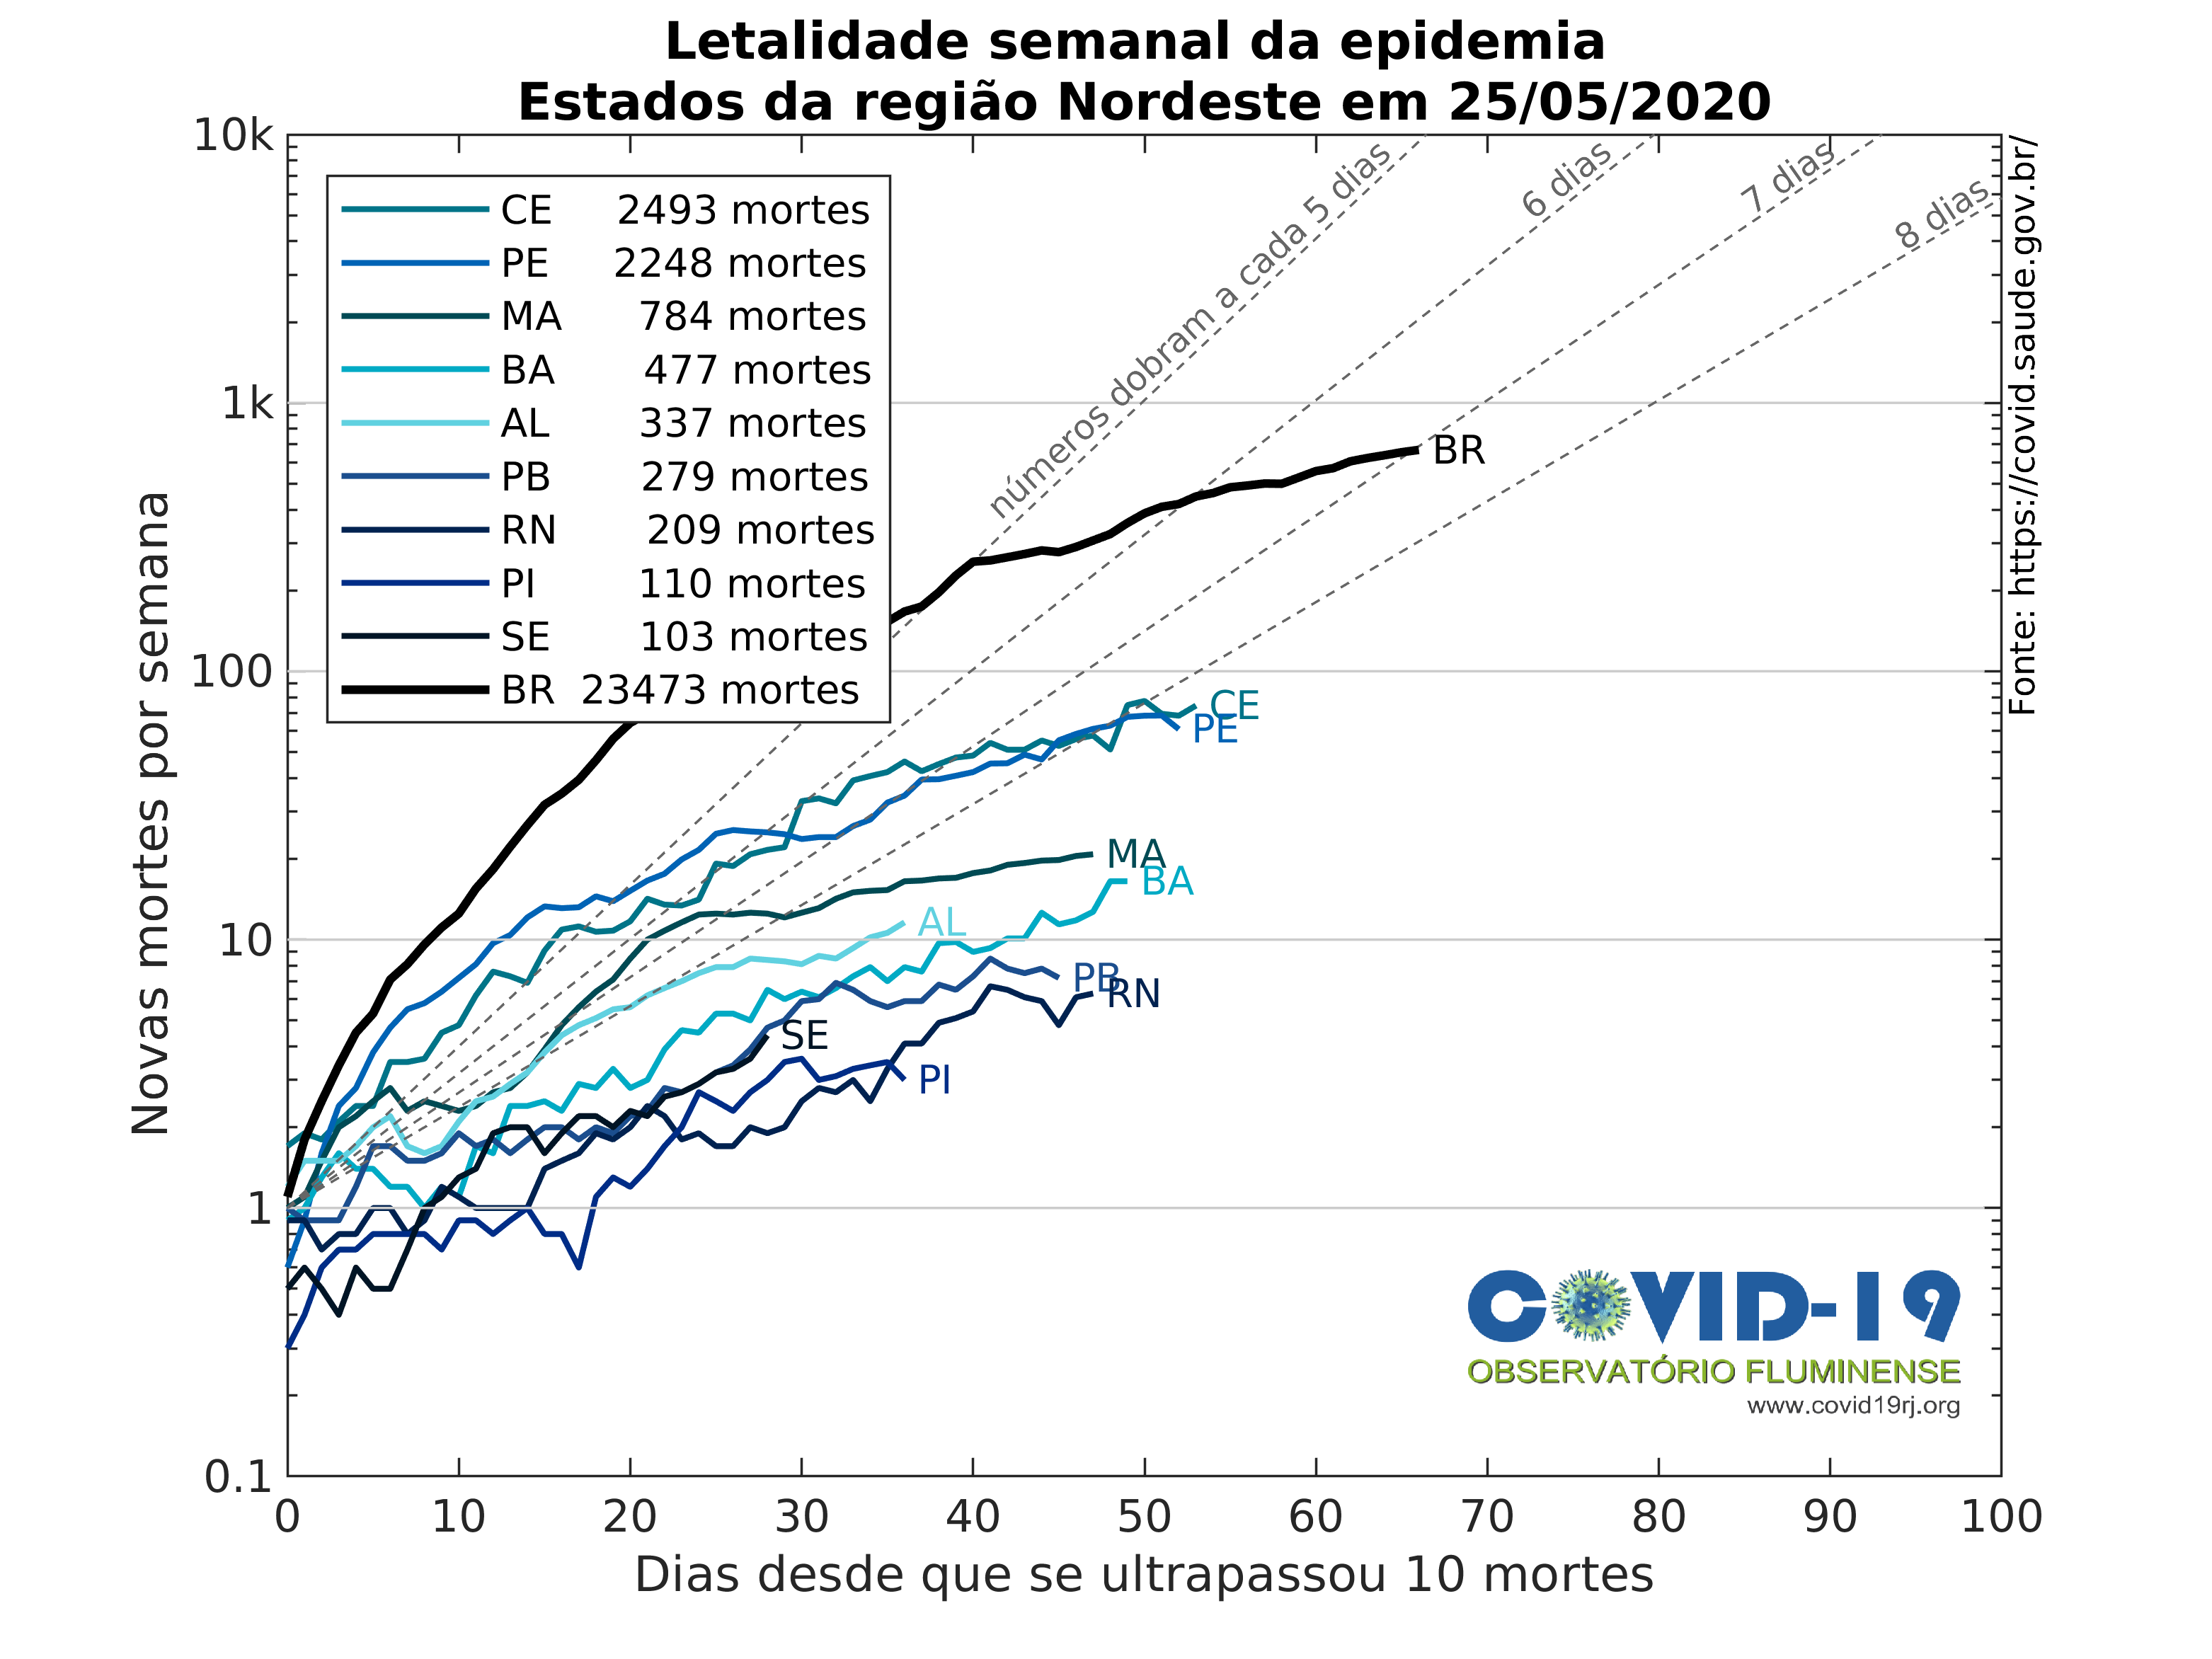 Letalidade semanal da epidemia
Estados da região Nordeste em 25/05/2020
Novas mortes por semana
10k
1k
100
10
1
0.1
CE 2493 mortes
PE 2248 mortes
MA 784 mortes
BA 477 mortes
AL 337 mortes
PB 279 mortes
RN 209 mortes
PI 110 mortes
SE 103 mortes
BR 23473 mortes
números dobram a cada 5 dias
6 dias
7 dias
8 dias
BR
CE
PE
MA
BA
AL
PB
RN
SE
PI
Fonte: https://covid.saude.gov.br/
COVID-19
OBSERVATÓRIO FLUMINENSE
www.covid19rj.org
0 10 20 30 40 50 60 70 80 90 100
Dias desde que se ultrapassou 10 mortes